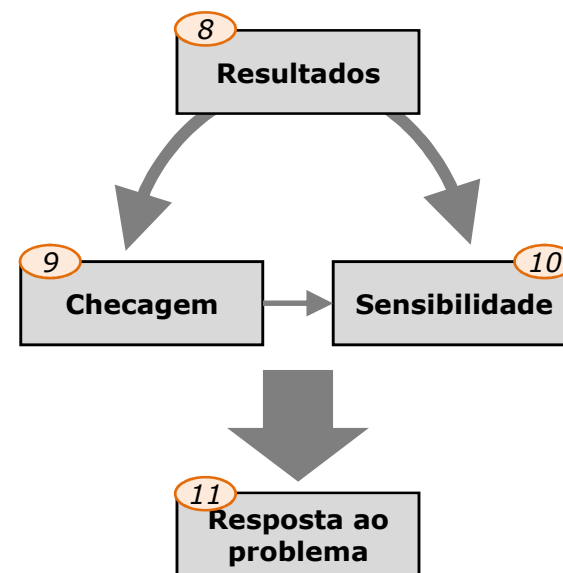 8
Resultados
9
Checagem
10
Sensibilidade
11
Resposta ao
problema